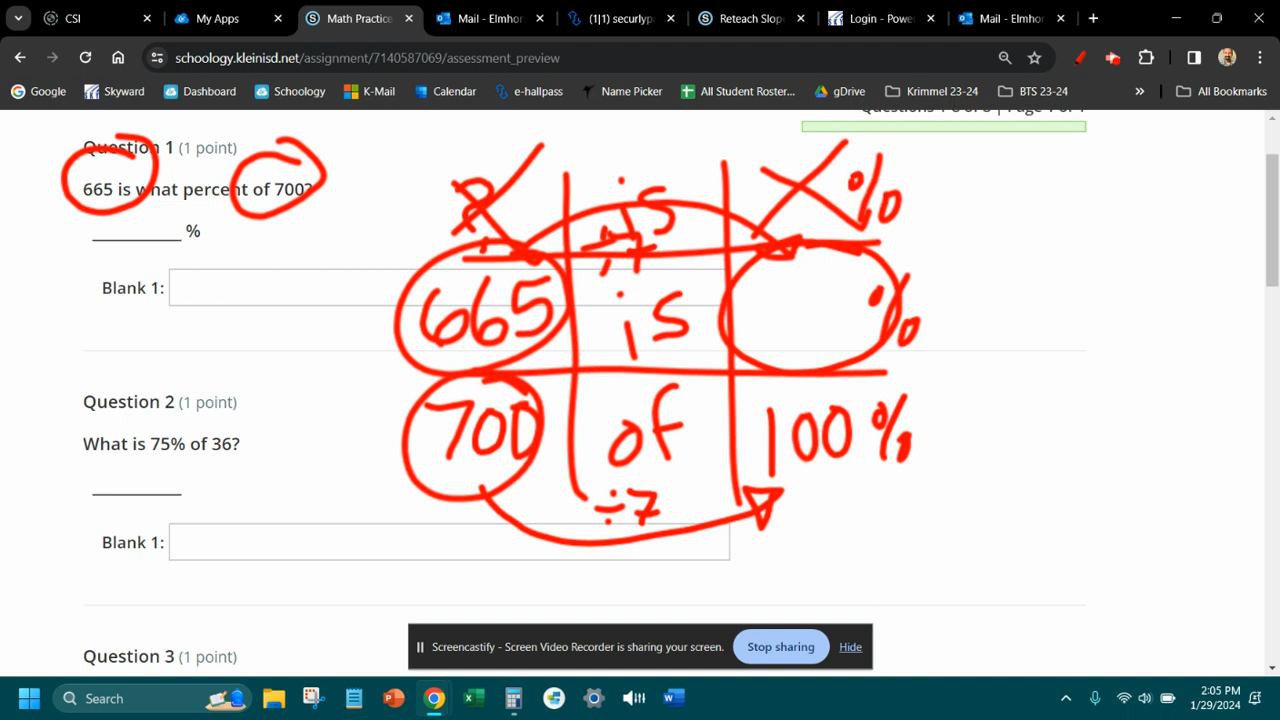 CSI
My Apps
Math Practice
Mail - Elmhor
(1|1) securlypa
Reteach Slope
Login - Power
Mail - Elmhor
schoology.kleinisd.net/assignment/7140587069/assessment_preview
Google
Skyward
Dashboard
Schoology
K-Mail
Calendar
e-hallpass
Name Picker
All Student Roster...
gDrive
Krimmel 23-24
BTS 23-24
»
All Bookmarks
Question 1 (1 point)
665 is what percent of 700?
%
Blank 1:
is %
÷7
665 is %
700 of 100%
÷7
Question 2 (1 point)
What is 75% of 36?
Blank 1:
Question 3 (1 point)
Screencastify - Screen Video Recorder is sharing your screen.
Stop sharing
Hide
Search
2:05 PM
1/29/2024